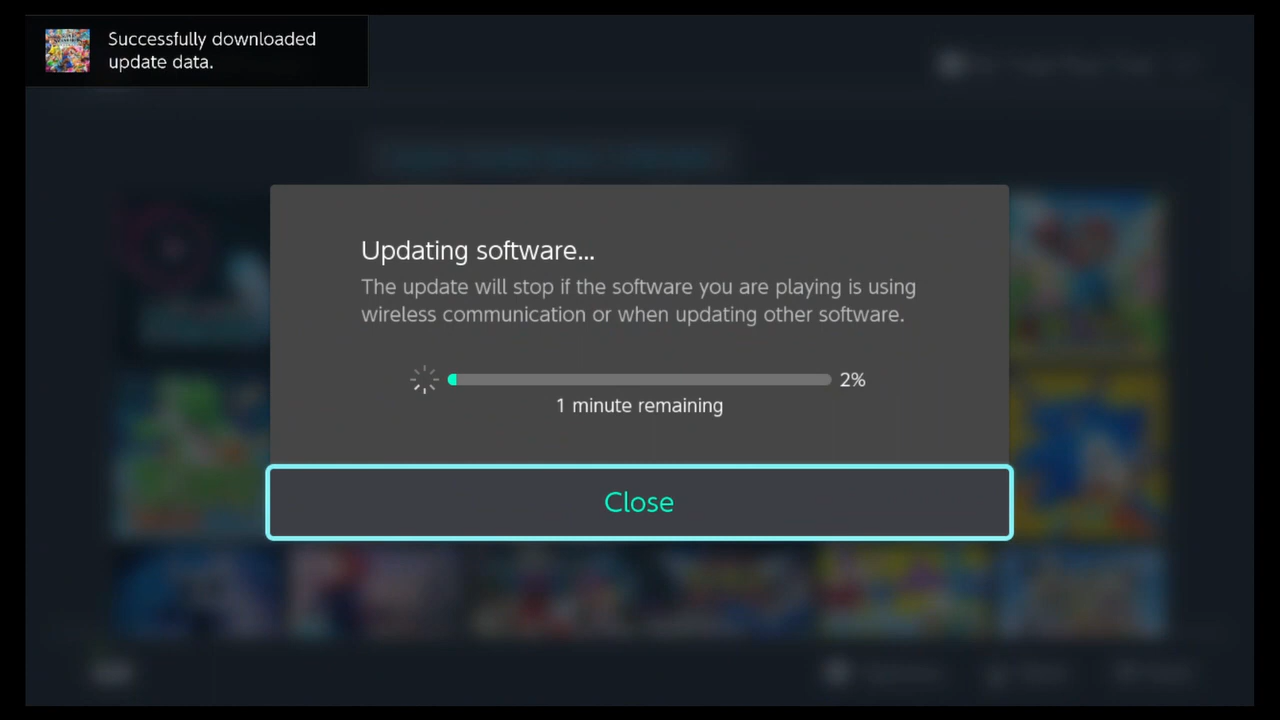 Successfully downloaded
update data.
Updating software...
The update will stop if the software you are playing is using
wireless communication or when updating other software.
2%
1 minute remaining
Close